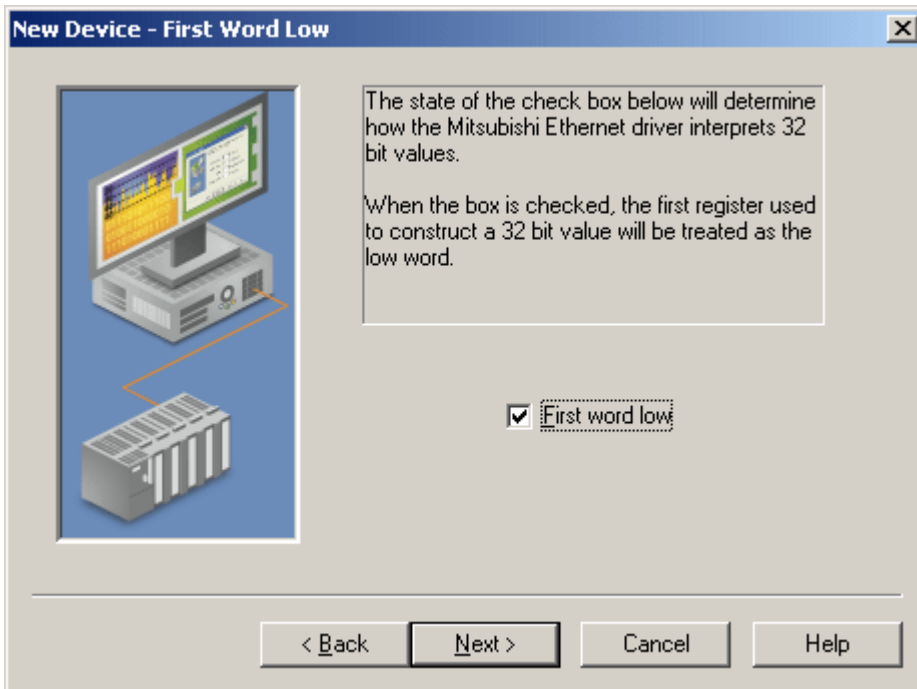 New Device - First Word Low
The state of the check box below will determine
how the Mitsubishi Ethernet driver interprets 32
bit values.
When the box is checked, the first register used
to construct a 32 bit value will be treated as the
low word.
First word low
< Back
Next >
Cancel
Help